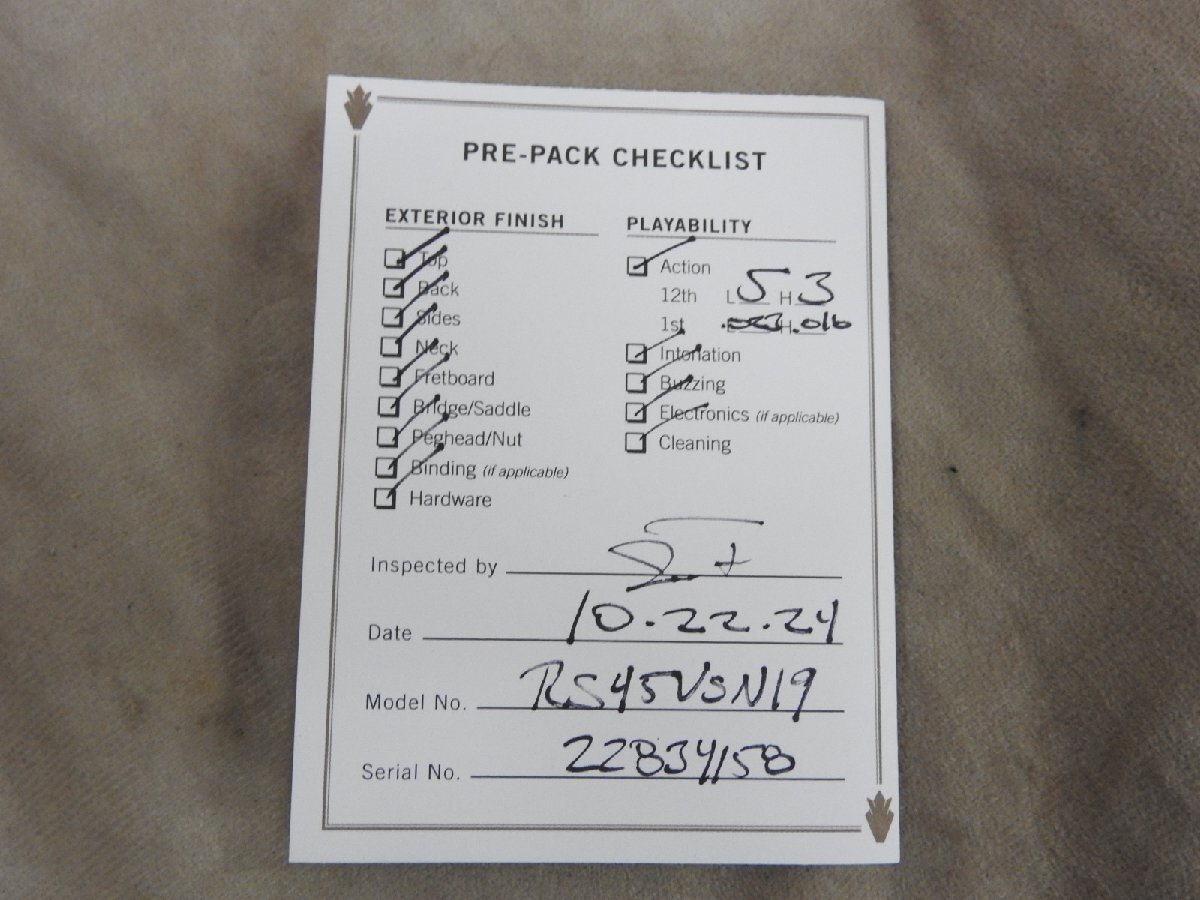 PRE-PACK CHECKLIST
EXTERIOR FINISH
Top
Back
Sides
Neck
Fretboard
Bridge/Saddle
Peghead/Nut
Binding (if applicable)
Hardware
PLAYABILITY
Action
12th L 5 H 3
1st H .016
Intonation
Buzzing
Electronics (if applicable)
Cleaning
Inspected by
Date 10.22.24
Model No. RS45VSN19
Serial No. 22834158